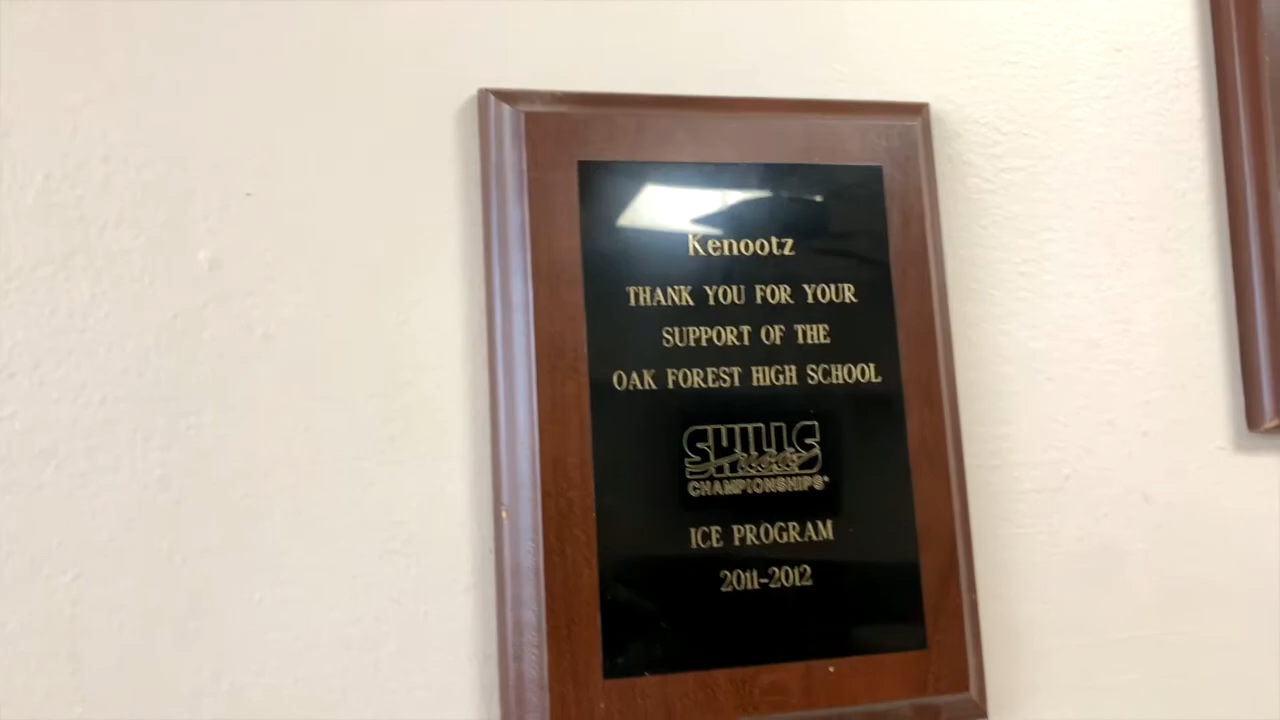 Kenootz
THANK YOU FOR YOUR
SUPPORT OF THE
OAK FOREST HIGH SCHOOL
SKILLS
CHAMPIONSHIPS
ICE PROGRAM
2011-2012